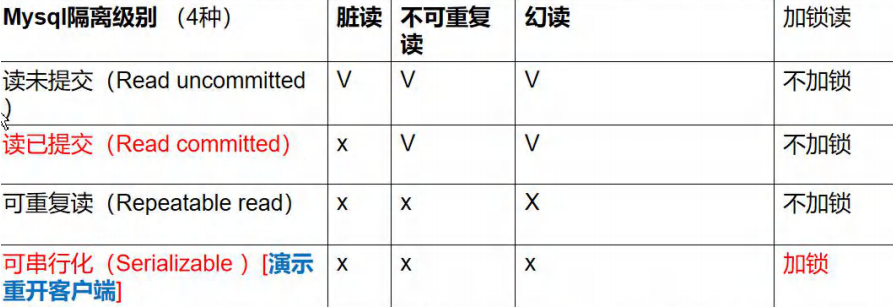 Mysql隔离级别 （4种） 脏读 不可重复 幻读 加锁读
读
读未提交（Read uncommitted V V V 不加锁
）
读已提交（Read committed） x V V 不加锁
可重复读（Repeatable read） x x X 不加锁
可串行化（Serializable ）[演示 x x x 加锁
重开客户端]